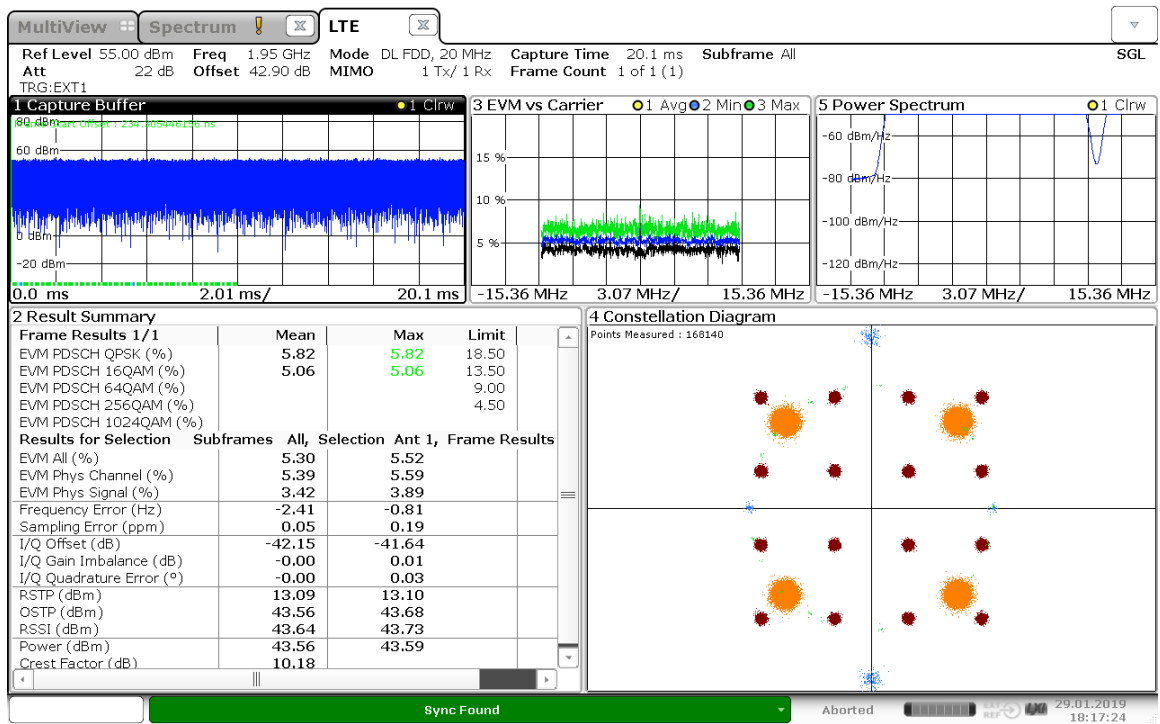 MultiView Spectrum ! X LTE X
Ref Level 55.00 dBm Freq 1.95 GHz Mode DL FDD, 20 MHz Capture Time 20.1 ms Subframe All SGL
Att 22 dB Offset 42.90 dB MIMO 1 Tx/ 1 Rx Frame Count 1 of 1 (1)
TRG:EXT1
1 Capture Buffer 1 Clrw
80 dBm
Frame Start Offset : 234.305446156 ns
60 dBm
0 dBm
-20 dBm
0.0 ms 2.01 ms/ 20.1 ms
3 EVM vs Carrier 1 Avg 2 Min 3 Max
15 %
10 %
5 %
-15.36 MHz 3.07 MHz/ 15.36 MHz
5 Power Spectrum 1 Clrw
-60 dBm/Hz
-80 dBm/Hz
-100 dBm/Hz
-120 dBm/Hz
-15.36 MHz 3.07 MHz/ 15.36 MHz
2 Result Summary
Frame Results 1/1 Mean Max Limit
EVM PDSCH QPSK (%) 5.82 5.82 18.50
EVM PDSCH 16QAM (%) 5.06 5.06 13.50
EVM PDSCH 64QAM (%) 9.00
EVM PDSCH 256QAM (%) 4.50
EVM PDSCH 1024QAM (%)
Results for Selection Subframes All, Selection Ant 1, Frame Results
EVM All (%) 5.30 5.52
EVM Phys Channel (%) 5.39 5.59
EVM Phys Signal (%) 3.42 3.89
Frequency Error (Hz) -2.41 -0.81
Sampling Error (ppm) 0.05 0.19
I/Q Offset (dB) -42.15 -41.64
I/Q Gain Imbalance (dB) -0.00 0.01
I/Q Quadrature Error (°) -0.00 0.03
RSTP (dBm) 13.09 13.10
OSTP (dBm) 43.56 43.68
RSSI (dBm) 43.64 43.73
Power (dBm) 43.56 43.59
Crest Factor (dB) 10.18
4 Constellation Diagram
Points Measured : 168140
Sync Found Aborted EXT REF LXI 29.01.2019
18:17:24